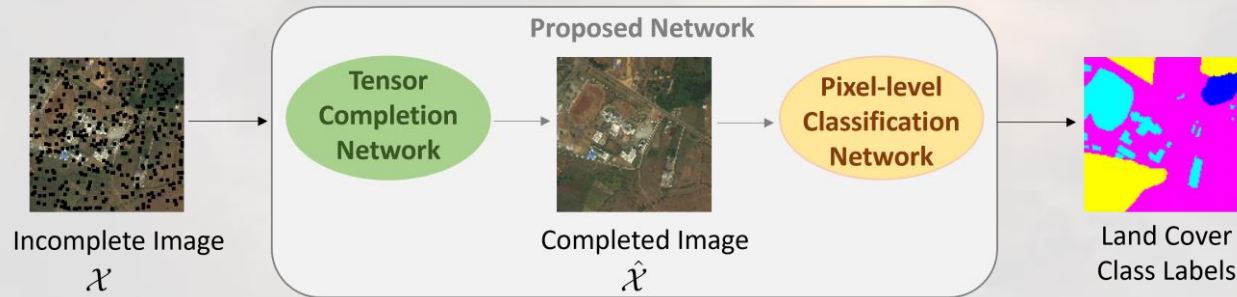 Proposed Network
Tensor
Completion
Network
Pixel-level
Classification
Network
Incomplete Image
𝒳
Completed Image
𝒳̂
Land Cover
Class Labels